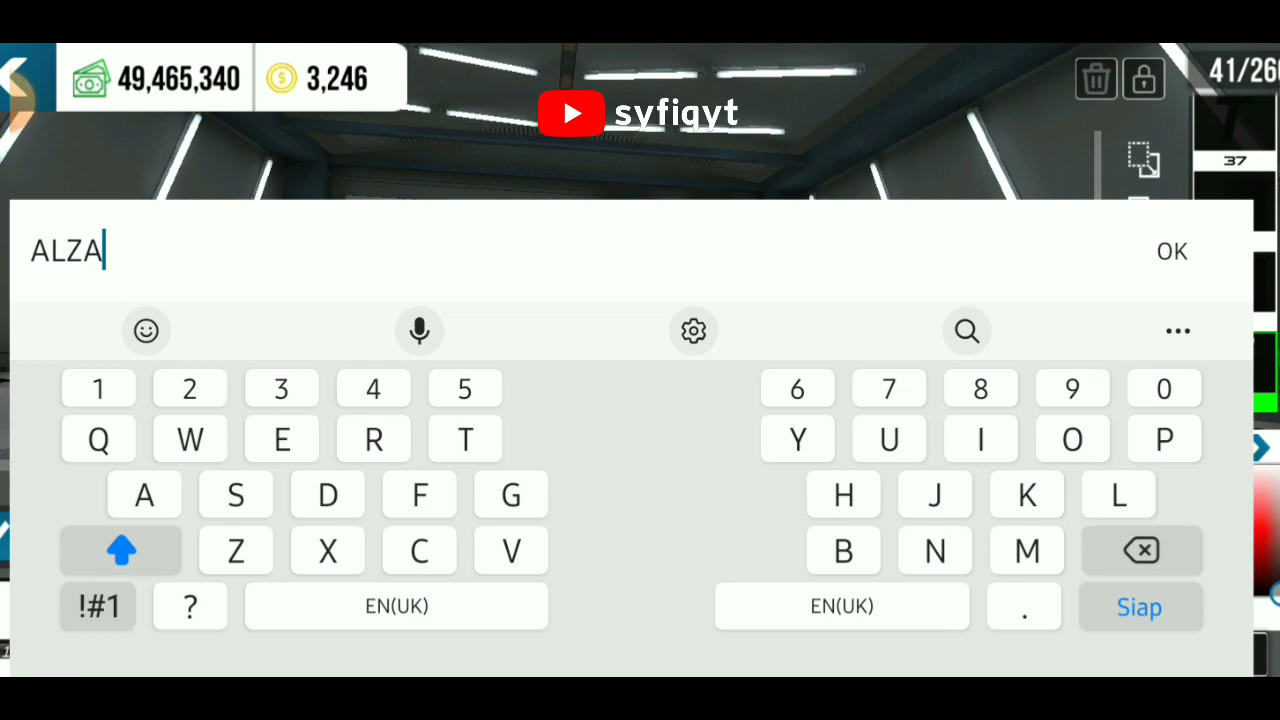 49,465,340 3,246
41/260
syfiqyt
37
ALZA
OK
1 2 3 4 5 6 7 8 9 0
Q W E R T Y U I O P
A S D F G H J K L
Z X C V B N M
!#1 ? EN(UK) EN(UK) . Siap